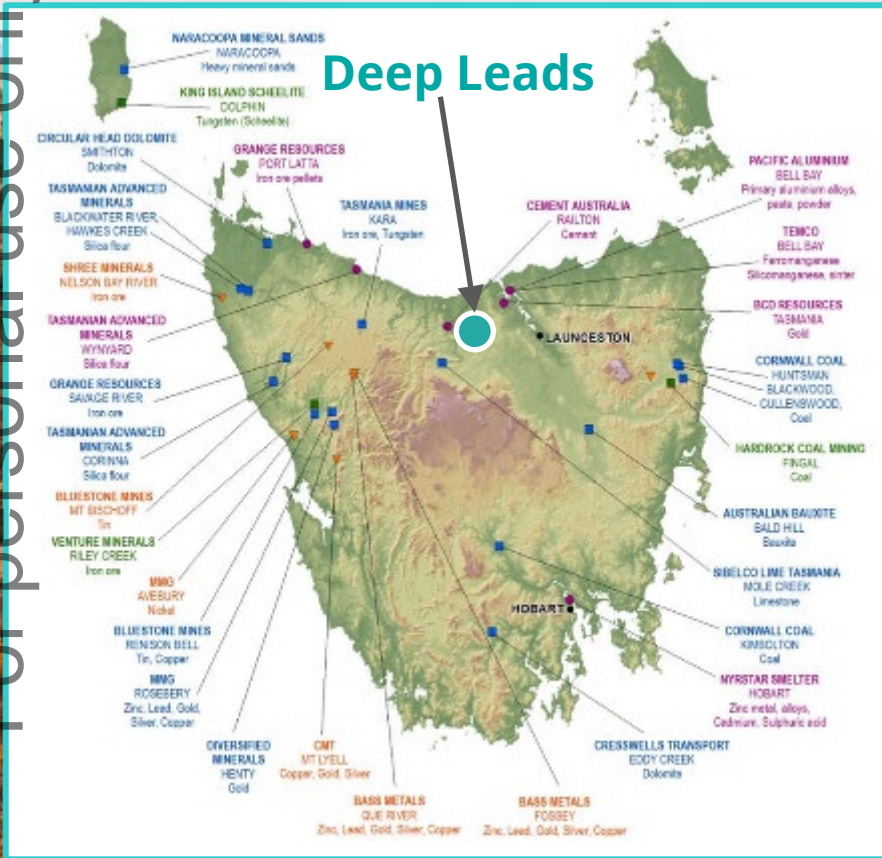 For personal use only
Deep Leads
NARACOOPA MINERAL SANDS
NARACOOPA
Heavy mineral sands
KING ISLAND SCHEELITE
DOLPHIN
Tungsten (Scheelite)
CIRCULAR HEAD DOLOMITE
SMITHTON
Dolomite
GRANGE RESOURCES
PORT LATTA
Iron ore pellets
TASMANIAN ADVANCED
MINERALS
BLACKWATER RIVER,
HAWKES CREEK
Silica flour
TASMANIA MINES
KARA
Iron ore, Tungsten
CEMENT AUSTRALIA
RAILTON
Cement
PACIFIC ALUMINIUM
BELL BAY
Primary aluminium alloys,
paste, powder
TEMCO
BELL BAY
Ferromanganese
Silicomanganese, sinter
SHREE MINERALS
NELSON BAY RIVER
Iron ore
BCD RESOURCES
TASMANIA
Gold
TASMANIAN ADVANCED
MINERALS
WYNYARD
Silica flour
LAUNCESTON
CORNWALL COAL
HUNTSMAN
BLACKWOOD,
CULLENSWOOD,
Coal
GRANGE RESOURCES
SAVAGE RIVER
Iron ore
TASMANIAN ADVANCED
MINERALS
CORINNA
Silica flour
HARDROCK COAL MINING
FINGAL
Coal
BLUESTONE MINES
MT BISCHOFF
Tin
AUSTRALIAN BAUXITE
BALD HILL
Bauxite
VENTURE MINERALS
RILEY CREEK
Iron ore
SIBELCO LIME TASMANIA
MOLE CREEK
Limestone
MMG
AVEBURY
Nickel
HOBART
BLUESTONE MINES
RENISON BELL
Tin, Copper
CORNWALL COAL
KIMBOLTON
Coal
MMG
ROSEBERY
Zinc, Lead, Gold,
Silver, Copper
NYRSTAR SMELTER
HOBART
Zinc metal, alloys,
Cadmium, Sulphuric acid
DIVERSIFIED
MINERALS
HENTY
Gold
CMT
MT LYELL
Copper, Gold, Silver
CRESSWELLS TRANSPORT
EDDY CREEK
Dolomite
BASS METALS
QUE RIVER
Zinc, Lead, Gold, Silver, Copper
BASS METALS
FOSSEY
Zinc, Lead, Gold, Silver, Copper